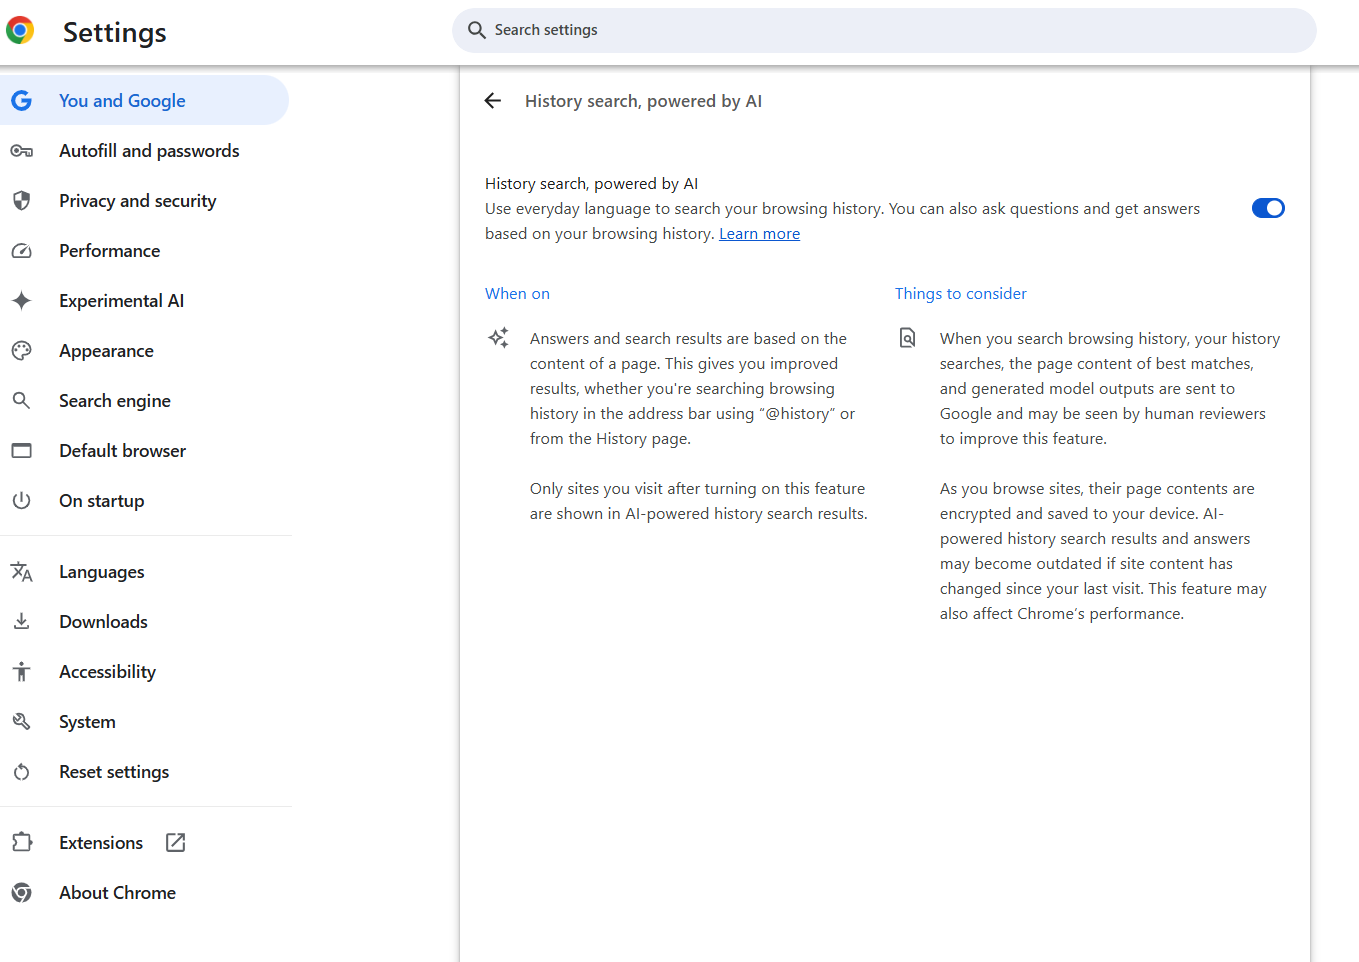 Settings
Search settings
You and Google
Autofill and passwords
Privacy and security
Performance
Experimental AI
Appearance
Search engine
Default browser
On startup
Languages
Downloads
Accessibility
System
Reset settings
Extensions
About Chrome
History search, powered by AI
History search, powered by AI
Use everyday language to search your browsing history. You can also ask questions and get answers
based on your browsing history. Learn more
When on
Answers and search results are based on the
content of a page. This gives you improved
results, whether you're searching browsing
history in the address bar using “@history” or
from the History page.
Only sites you visit after turning on this feature
are shown in AI-powered history search results.
Things to consider
When you search browsing history, your history
searches, the page content of best matches,
and generated model outputs are sent to
Google and may be seen by human reviewers
to improve this feature.
As you browse sites, their page contents are
encrypted and saved to your device. AI-
powered history search results and answers
may become outdated if site content has
changed since your last visit. This feature may
also affect Chrome’s performance.